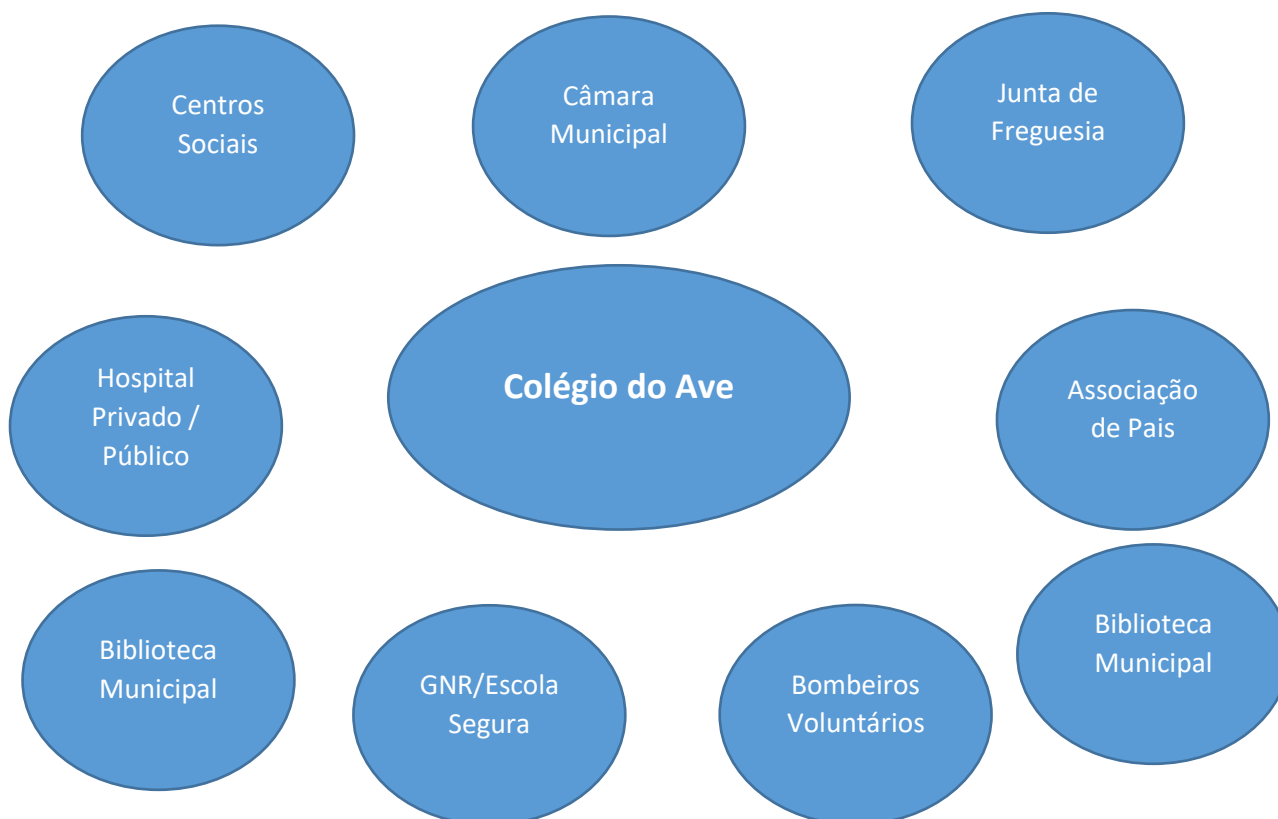 Centros
Sociais
Câmara
Municipal
Junta de
Freguesia
Colégio do Ave
Hospital
Privado /
Público
Associação
de Pais
Biblioteca
Municipal
GNR/Escola
Segura
Bombeiros
Voluntários
Biblioteca
Municipal